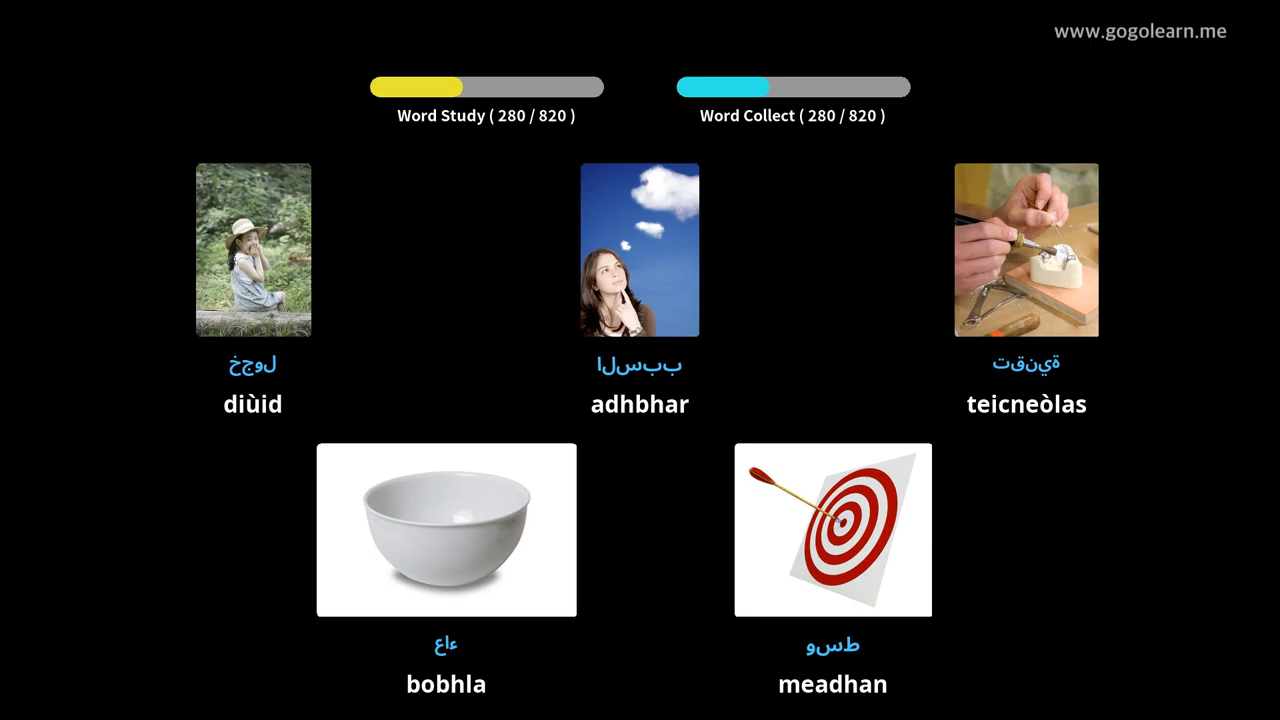 www.gogolearn.me
Word Study ( 280 / 820 )
Word Collect ( 280 / 820 )
خجول
diùid
السبب
adhbhar
تقنية
teicneòlas
عاء
bobhla
وسط
meadhan